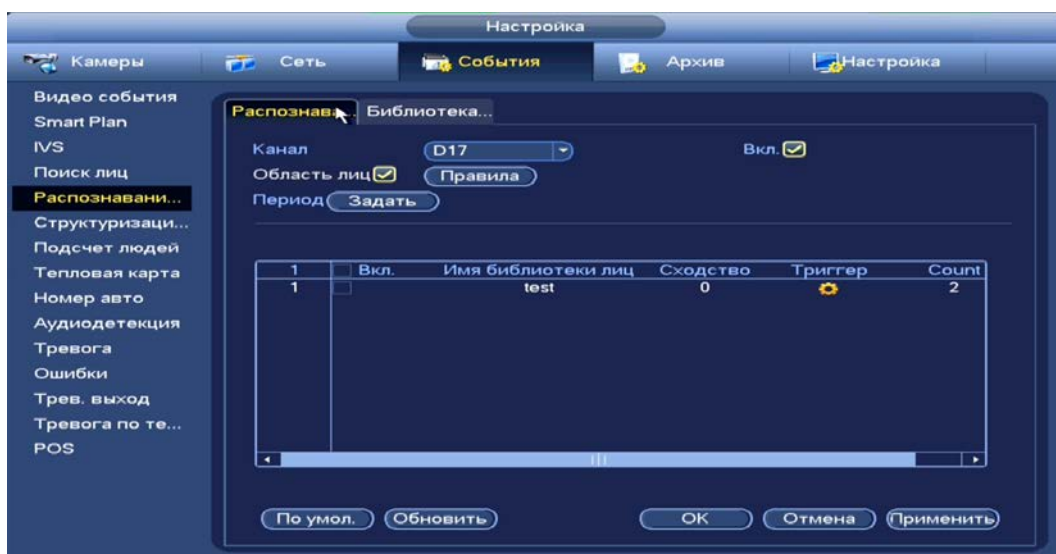 Настройка
Камеры Сеть События Архив Настройка
Видео события
Smart Plan
IVS
Поиск лиц
Распознавани...
Структуризаци...
Подсчет людей
Тепловая карта
Номер авто
Аудиодетекция
Тревога
Ошибки
Трев. выход
Тревога по те...
POS
Распознава... Библиотека...
Канал D17 Вкл.
Область лиц Правила
Период Задать
1 Вкл. Имя библиотеки лиц Сходство Триггер Count
1 test 0 2
По умол. Обновить OK Отмена Применить